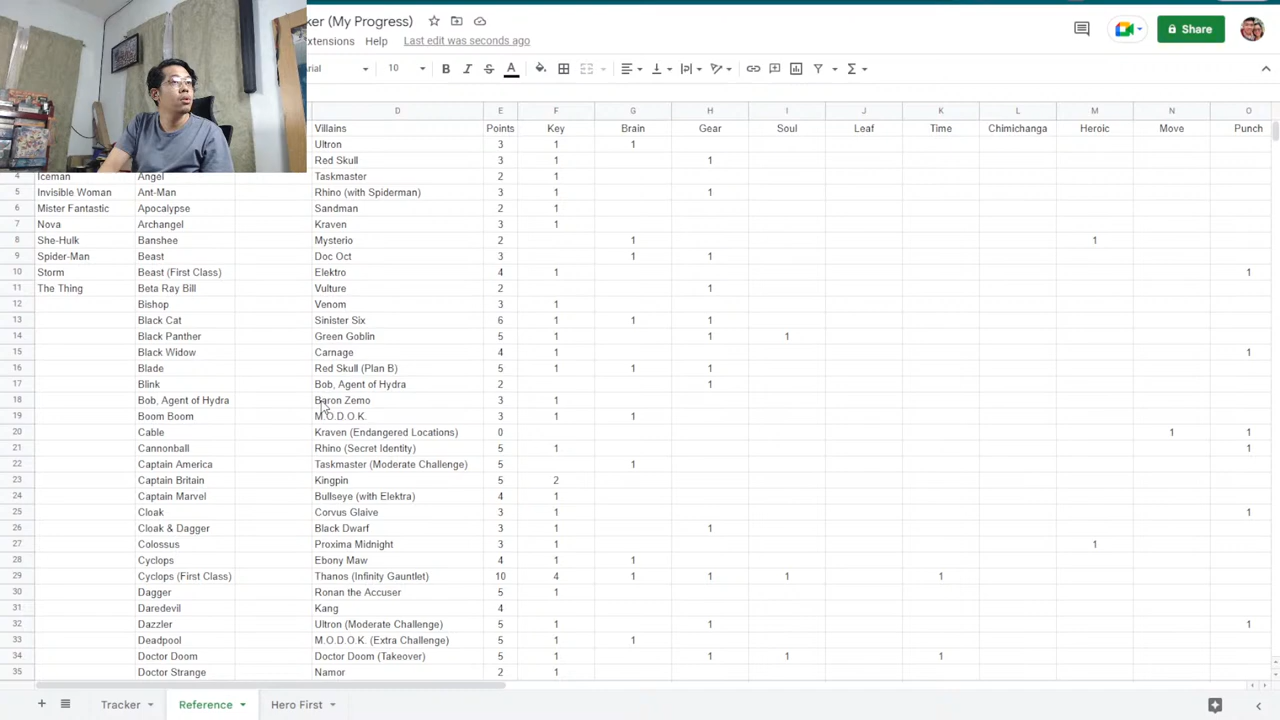 ker (My Progress)
xtensions Help Last edit was seconds ago
Share
rial 10 B I S A
D E F G H I J K L M N O
Villains Points Key Brain Gear Soul Leaf Time Chimichanga Heroic Move Punch
Ultron 3 1 1
Red Skull 3 1 1
4 Iceman Angel Taskmaster 2 1
5 Invisible Woman Ant-Man Rhino (with Spiderman) 3 1 1
6 Mister Fantastic Apocalypse Sandman 2 1
7 Nova Archangel Kraven 3 1
8 She-Hulk Banshee Mysterio 2 1 1
9 Spider-Man Beast Doc Oct 3 1 1
10 Storm Beast (First Class) Elektro 4 1 1
11 The Thing Beta Ray Bill Vulture 2 1
12 Bishop Venom 3 1
13 Black Cat Sinister Six 6 1 1 1
14 Black Panther Green Goblin 5 1 1 1
15 Black Widow Carnage 4 1 1
16 Blade Red Skull (Plan B) 5 1 1 1
17 Blink Bob, Agent of Hydra 2 1
18 Bob, Agent of Hydra Baron Zemo 3 1
19 Boom Boom M.O.D.O.K. 3 1 1
20 Cable Kraven (Endangered Locations) 0 1 1
21 Cannonball Rhino (Secret Identity) 5 1 1
22 Captain America Taskmaster (Moderate Challenge) 5 1
23 Captain Britain Kingpin 5 2
24 Captain Marvel Bullseye (with Elektra) 4 1
25 Cloak Corvus Glaive 3 1 1
26 Cloak & Dagger Black Dwarf 3 1 1
27 Colossus Proxima Midnight 3 1 1
28 Cyclops Ebony Maw 4 1 1
29 Cyclops (First Class) Thanos (Infinity Gauntlet) 10 4 1 1 1 1
30 Dagger Ronan the Accuser 5 1
31 Daredevil Kang 4
32 Dazzler Ultron (Moderate Challenge) 5 1 1 1
33 Deadpool M.O.D.O.K. (Extra Challenge) 5 1 1
34 Doctor Doom Doctor Doom (Takeover) 5 1 1 1 1
35 Doctor Strange Namor 2 1
Tracker Reference Hero First